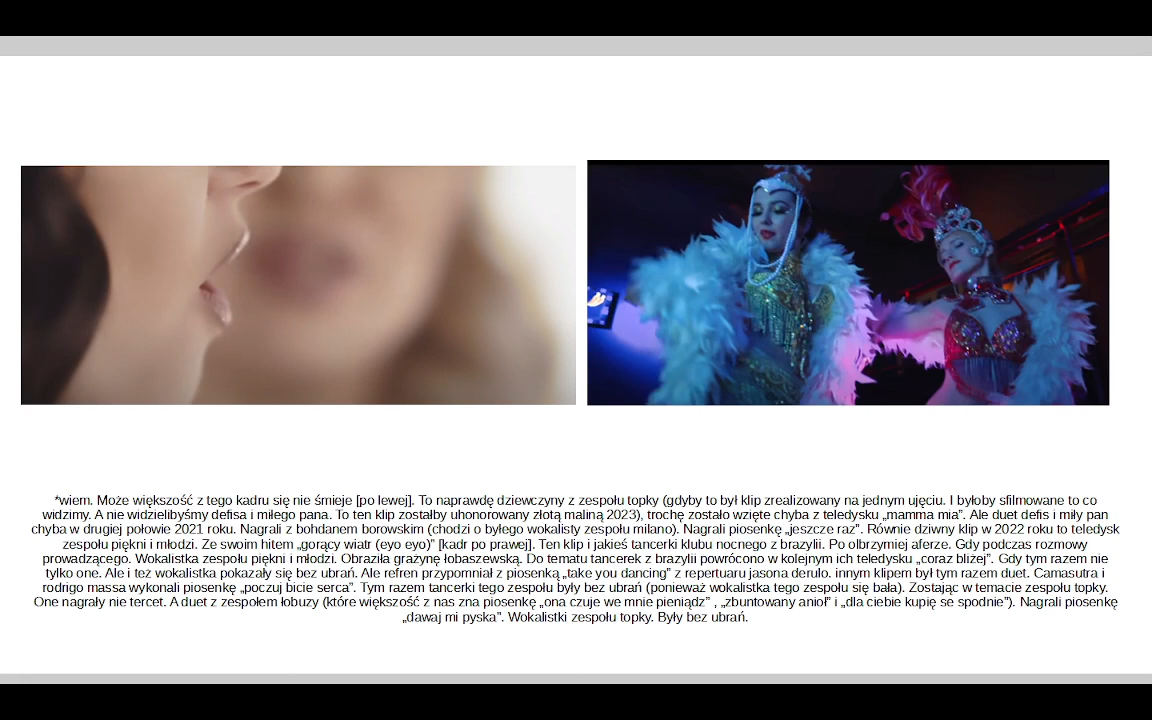 *wiem. Może większość z tego kadru się nie śmieje [po lewej]. To naprawdę dziewczyny z zespołu topky (gdyby to był klip zrealizowany na jednym ujęciu. I byłoby sfilmowane to co
widzimy. A nie widzielibyśmy defisa i miłego pana. To ten klip zostałby uhonorowany złotą maliną 2023), trochę zostało wzięte chyba z teledysku „mamma mia”. Ale duet defis i miły pan
chyba w drugiej połowie 2021 roku. Nagrali z bohdanem borowskim (chodzi o byłego wokalisty zespołu milano). Nagrali piosenkę „jeszcze raz”. Równie dziwny klip w 2022 roku to teledysk
zespołu piękni i młodzi. Ze swoim hitem „gorący wiatr (eyo eyo)” [kadr po prawej]. Ten klip i jakieś tancerki klubu nocnego z brazylii. Po olbrzymiej aferze. Gdy podczas rozmowy
prowadzącego. Wokalistka zespołu piękni i młodzi. Obraziła grażynę łobaszewską. Do tematu tancerek z brazylii powrócono w kolejnym ich teledysku „coraz bliżej”. Gdy tym razem nie
tylko one. Ale i też wokalistka pokazały się bez ubrań. Ale refren przypomniał z piosenką „take you dancing” z repertuaru jasona derulo. innym klipem był tym razem duet. Camasutra i
rodrigo massa wykonali piosenkę „poczuj bicie serca”. Tym razem tancerki tego zespołu były bez ubrań (ponieważ wokalistka tego zespołu się bała). Zostając w temacie zespołu topky.
One nagrały nie tercet. A duet z zespołem łobuzy (które większość z nas zna piosenkę „ona czuje we mnie pieniądz” , „zbuntowany anioł” i „dla ciebie kupię se spodnie”). Nagrali piosenkę
„dawaj mi pyska”. Wokalistki zespołu topky. Były bez ubrań.